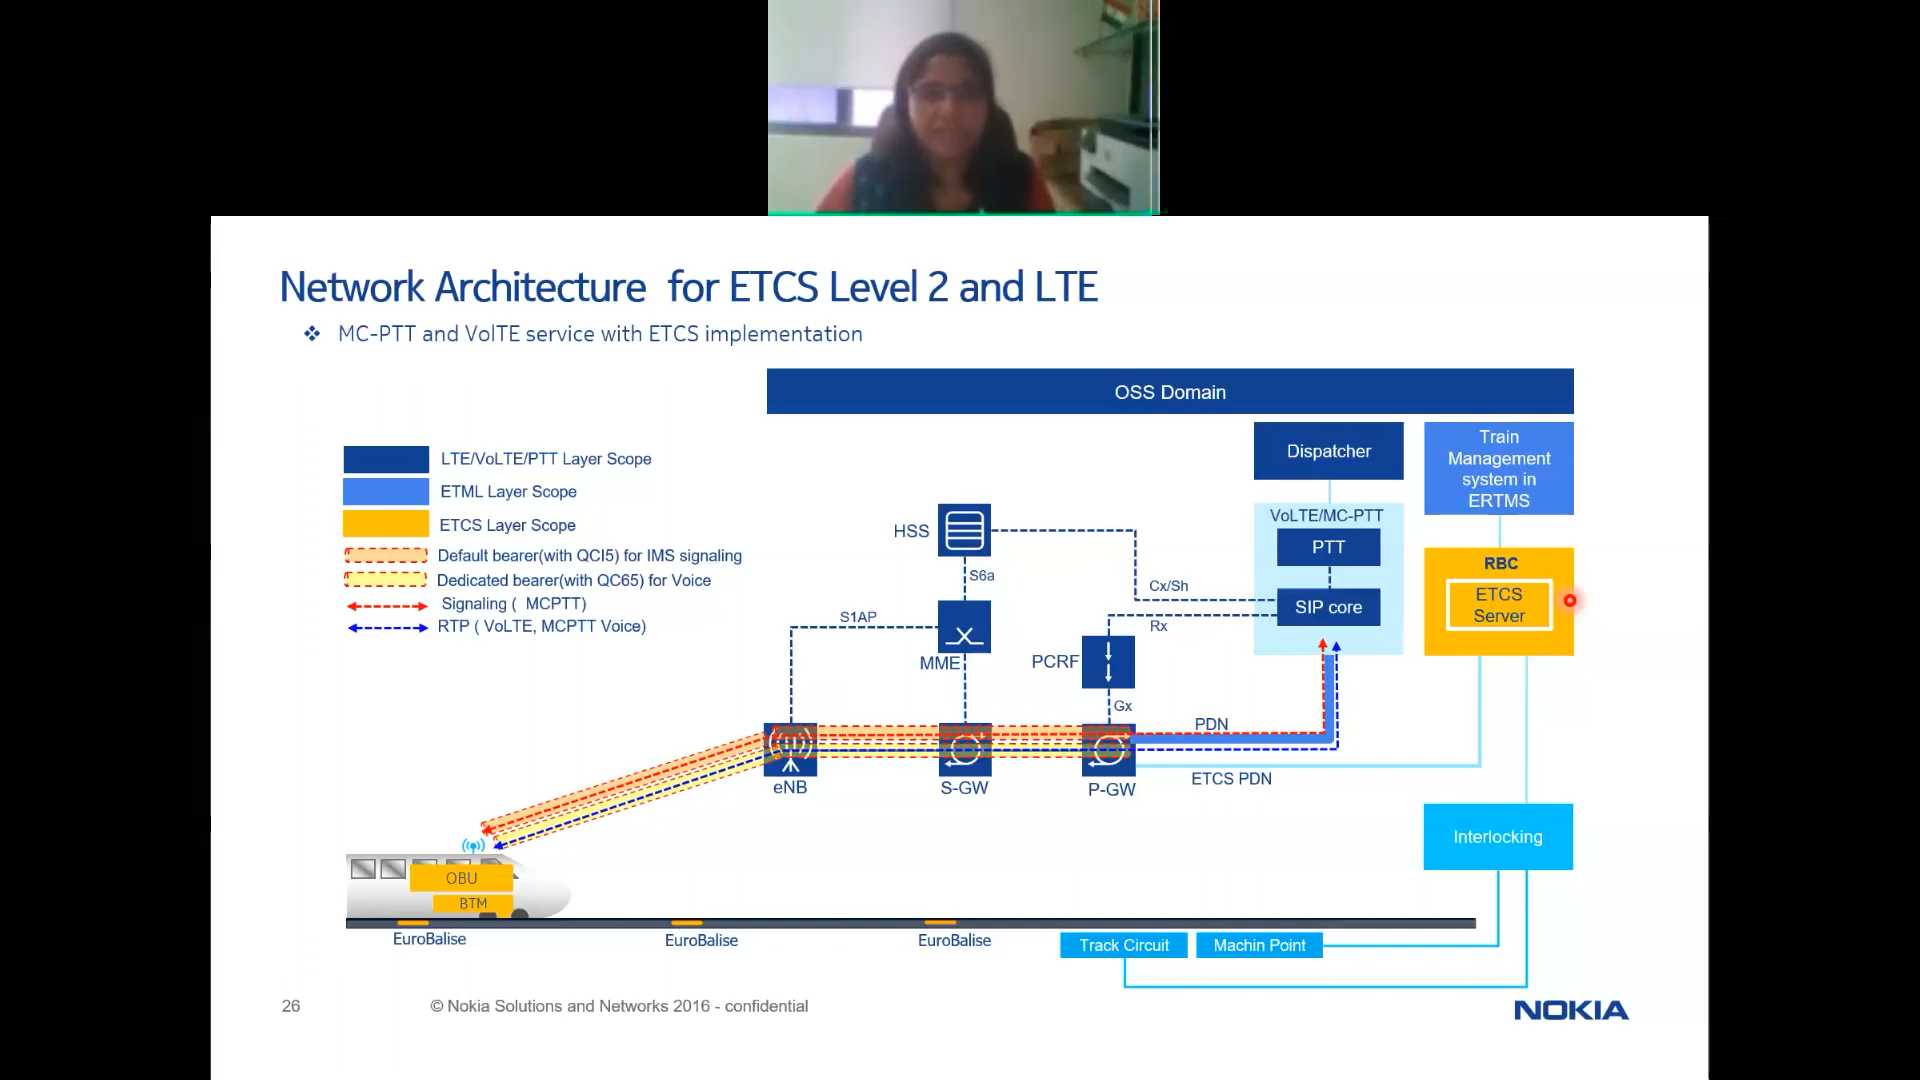 Network Architecture for ETCS Level 2 and LTE
❖ MC-PTT and VolTE service with ETCS implementation
OSS Domain
Dispatcher
Train
Management
system in
ERTMS
LTE/VoLTE/PTT Layer Scope
ETML Layer Scope
ETCS Layer Scope
Default bearer(with QCI5) for IMS signaling
Dedicated bearer(with QC65) for Voice
Signaling ( MCPTT)
RTP ( VoLTE, MCPTT Voice)
HSS
S6a
S1AP
MME
Cx/Sh
Rx
PCRF
Gx
VoLTE/MC-PTT
PTT
SIP core
RBC
ETCS
Server
PDN
ETCS PDN
eNB
S-GW
P-GW
Interlocking
OBU
BTM
EuroBalise
EuroBalise
EuroBalise
Track Circuit
Machin Point
26
© Nokia Solutions and Networks 2016 - confidential
NOKIA